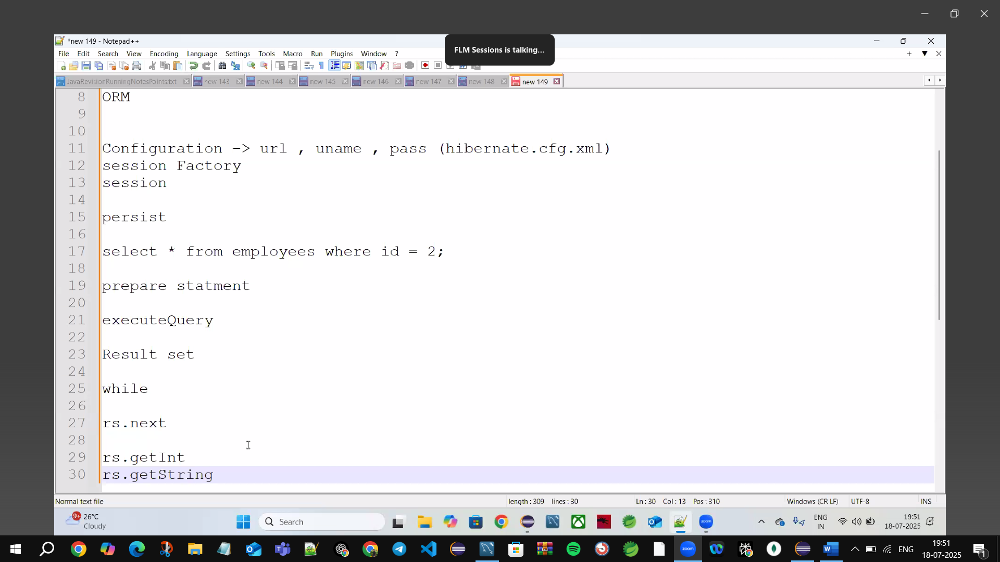 *new 149 - Notepad++
FLM Sessions is talking...
File Edit Search View Encoding Language Settings Tools Macro Run Plugins Window ?
JavaRevisionRunningNotesPoints.txt new 143 new 144 new 145 new 146 new 147 new 148 new 149
8 ORM
9
10
11 Configuration -> url , uname , pass (hibernate.cfg.xml)
12 session Factory
13 session
14
15 persist
16
17 select * from employees where id = 2;
18
19 prepare statment
20
21 executeQuery
22
23 Result set
24
25 while
26
27 rs.next
28
29 rs.getInt
30 rs.getString
Normal text file length : 309 lines : 30 Ln : 30 Col : 13 Pos : 310 Windows (CR LF) UTF-8 INS
9+ 26°C
Cloudy
Search
zoom
ENG
IN
19:51
18-07-2025
zoom
ENG
19:51
18-07-2025
1